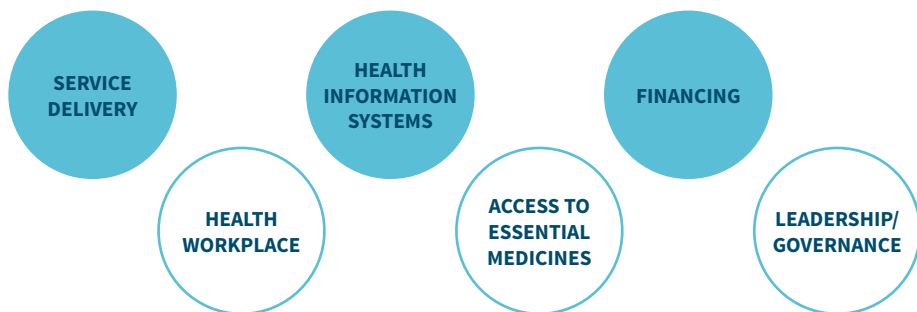 SERVICE
DELIVERY
HEALTH
WORKPLACE
HEALTH
INFORMATION
SYSTEMS
ACCESS TO
ESSENTIAL
MEDICINES
FINANCING
LEADERSHIP/
GOVERNANCE